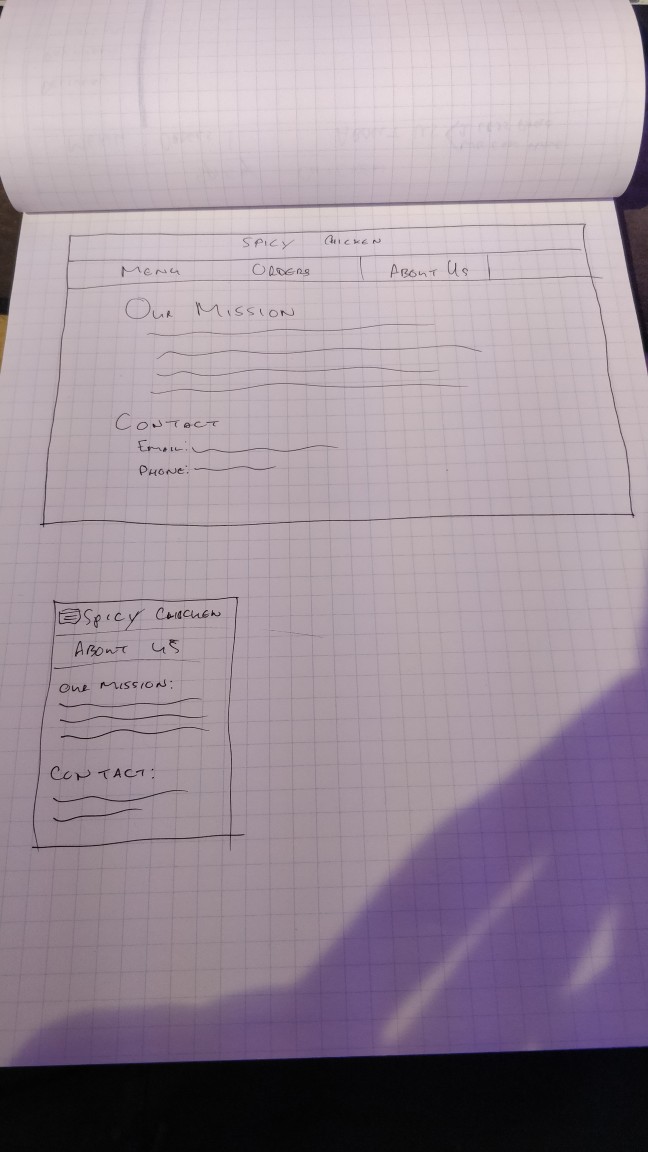 SPICY CHICKEN
MENU ORDERS ABOUT US
OUR MISSION
CONTACT
EMAIL:
PHONE:
SPICY CHICKEN
ABOUT US
OUR MISSION:
CONTACT: